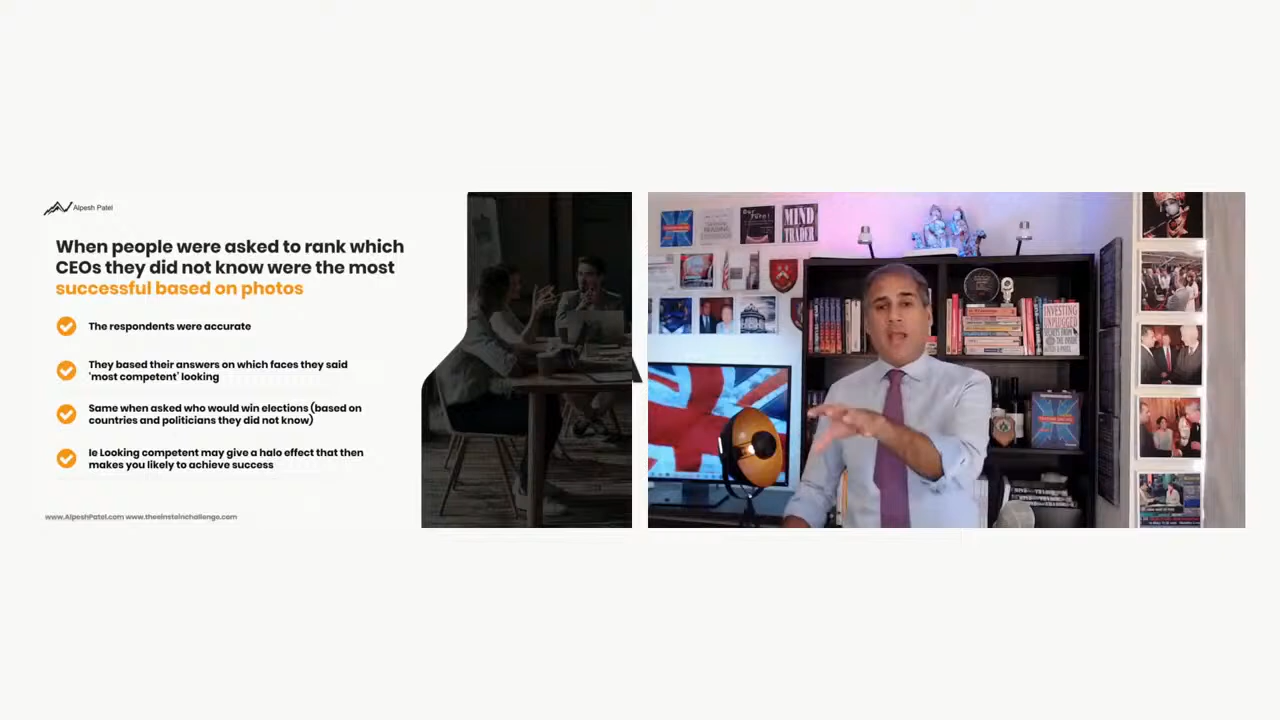 Alpesh Patel
When people were asked to rank which
CEOs they did not know were the most
successful based on photos
The respondents were accurate
They based their answers on which faces they said
'most competent' looking
Same when asked who would win elections (based on
countries and politicians they did not know)
Ie Looking competent may give a halo effect that then
makes you likely to achieve success
www.AlpeshPatel.com www.theeinsteinchallenge.com
MIND
TRADER
INVESTING
UNPLUGGED